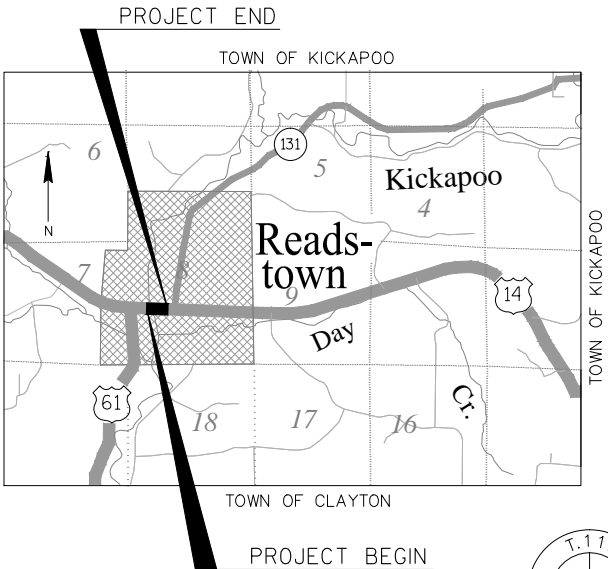 PROJECT END
TOWN OF KICKAPOO
131
6
5
Kickapoo
4
N
Reads-
town
TOWN OF KICKAPOO
7
8
9
14
Day
61
Cr.
18
17
16
TOWN OF CLAYTON
PROJECT BEGIN
T.11